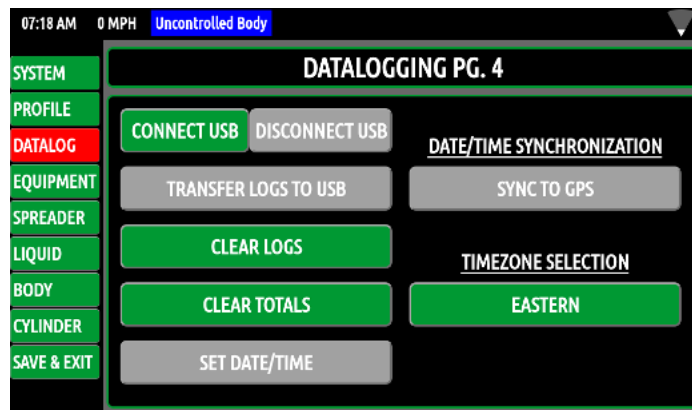 07:18 AM 0 MPH Uncontrolled Body
DATALOGGING PG. 4
SYSTEM
PROFILE
DATALOG
EQUIPMENT
SPREADER
LIQUID
BODY
CYLINDER
SAVE & EXIT
CONNECT USB DISCONNECT USB
TRANSFER LOGS TO USB
CLEAR LOGS
CLEAR TOTALS
SET DATE/TIME
DATE/TIME SYNCHRONIZATION
SYNC TO GPS
TIMEZONE SELECTION
EASTERN